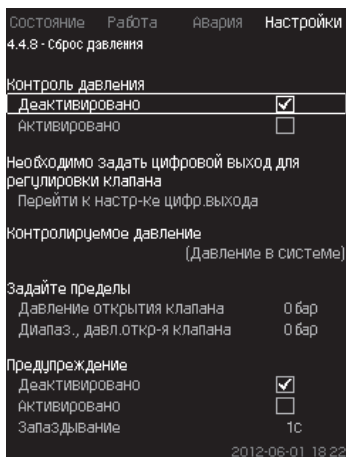 Состояние Работа Авария Настройки
4.4.8 - Сброс давления
Контроль давления
Деактивировано
Активировано
Необходимо задать цифровой выход для
регулировки клапана
Перейти к настр-ке цифр.выхода
Контролируемое давление
(Давление в системе)
Задайте пределы
Давление открытия клапана 0 бар
Диапаз., давл.откр-я клапана 0 бар
Предупреждение
Деактивировано
Активировано
Запаздывание 1с
2012-06-01 18:22